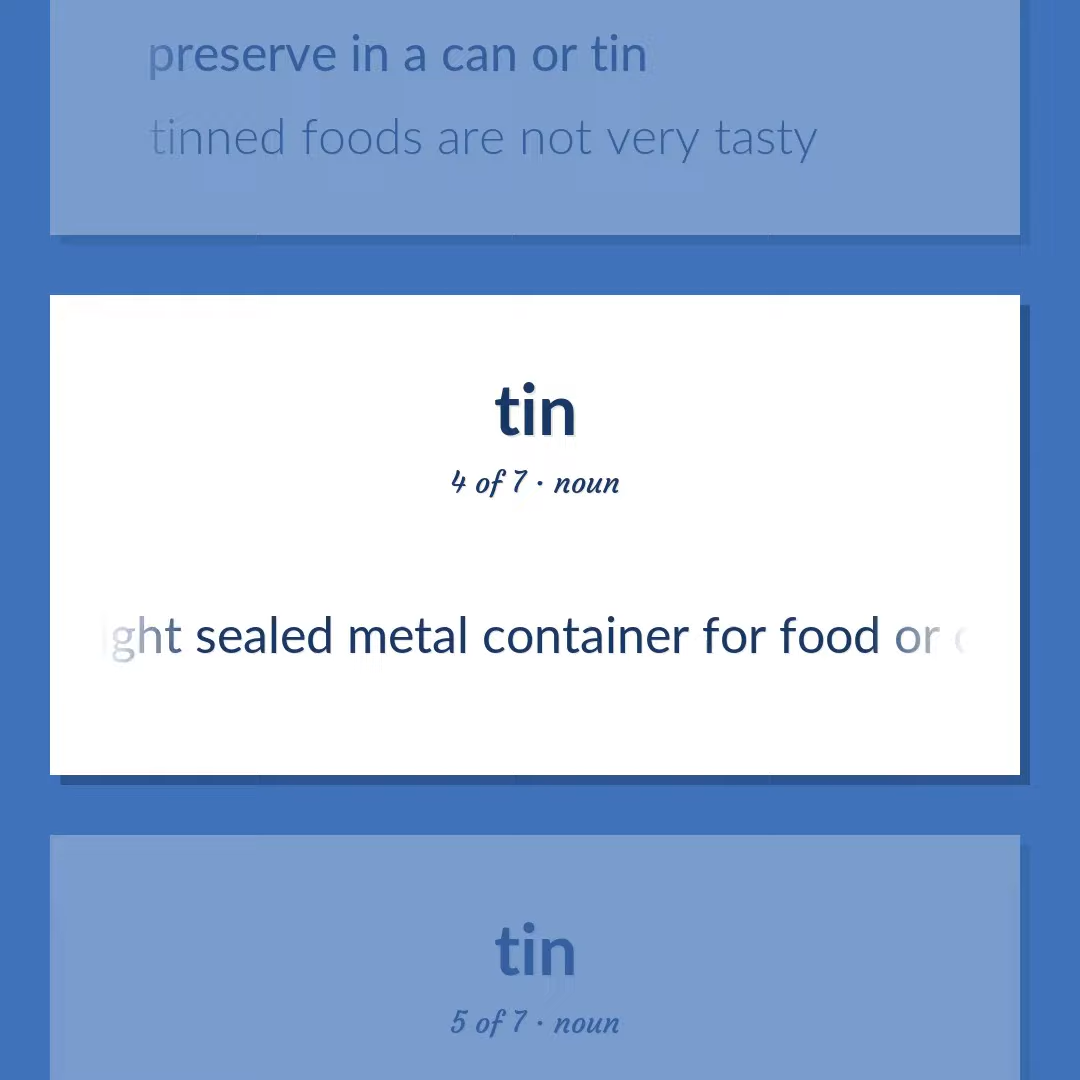 preserve in a can or tin
tinned foods are not very tasty
tin
4 of 7 · noun
ght sealed metal container for food or
tin
5 of 7 · noun